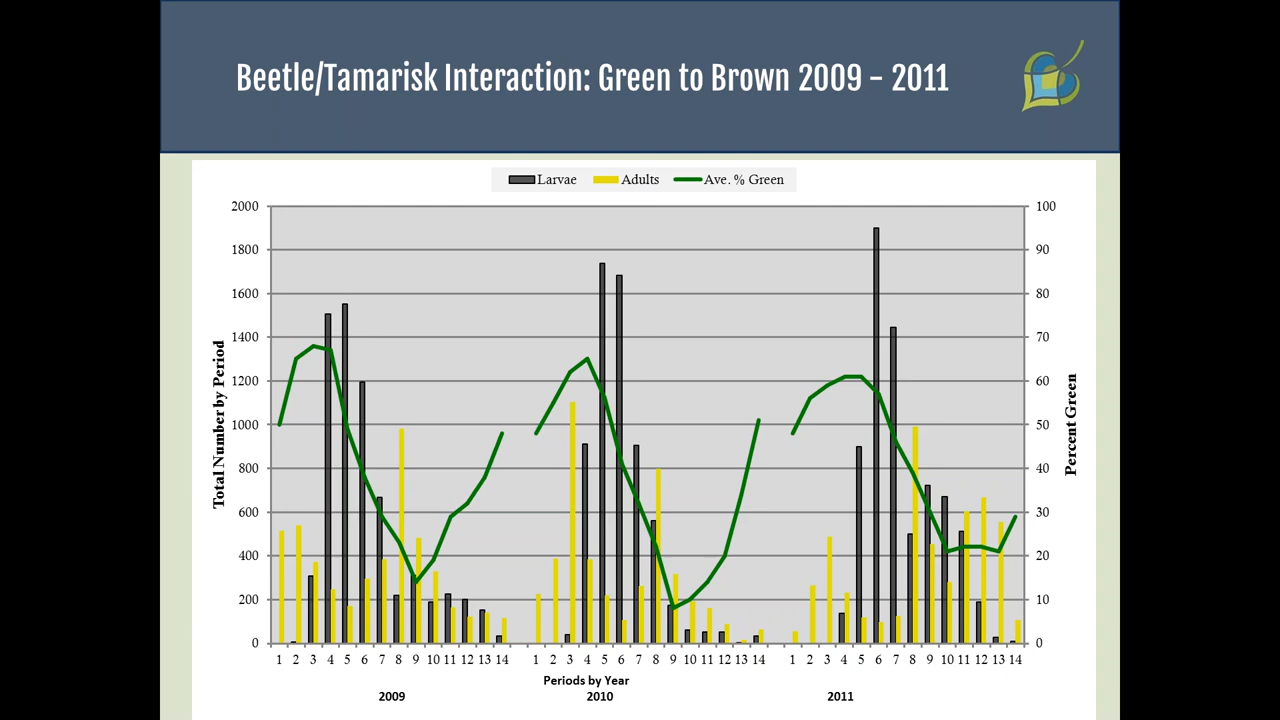 Beetle/Tamarisk Interaction: Green to Brown 2009 - 2011
Larvae Adults Ave. % Green
2000 100
1800 90
1600 80
1400 70
1200 60
1000 50
800 40
600 30
400 20
200 10
0 0
Total Number by Period
Percent Green
1 2 3 4 5 6 7 8 9 10 11 12 13 14 1 2 3 4 5 6 7 8 9 10 11 12 13 14 1 2 3 4 5 6 7 8 9 10 11 12 13 14
Periods by Year
2009 2010 2011